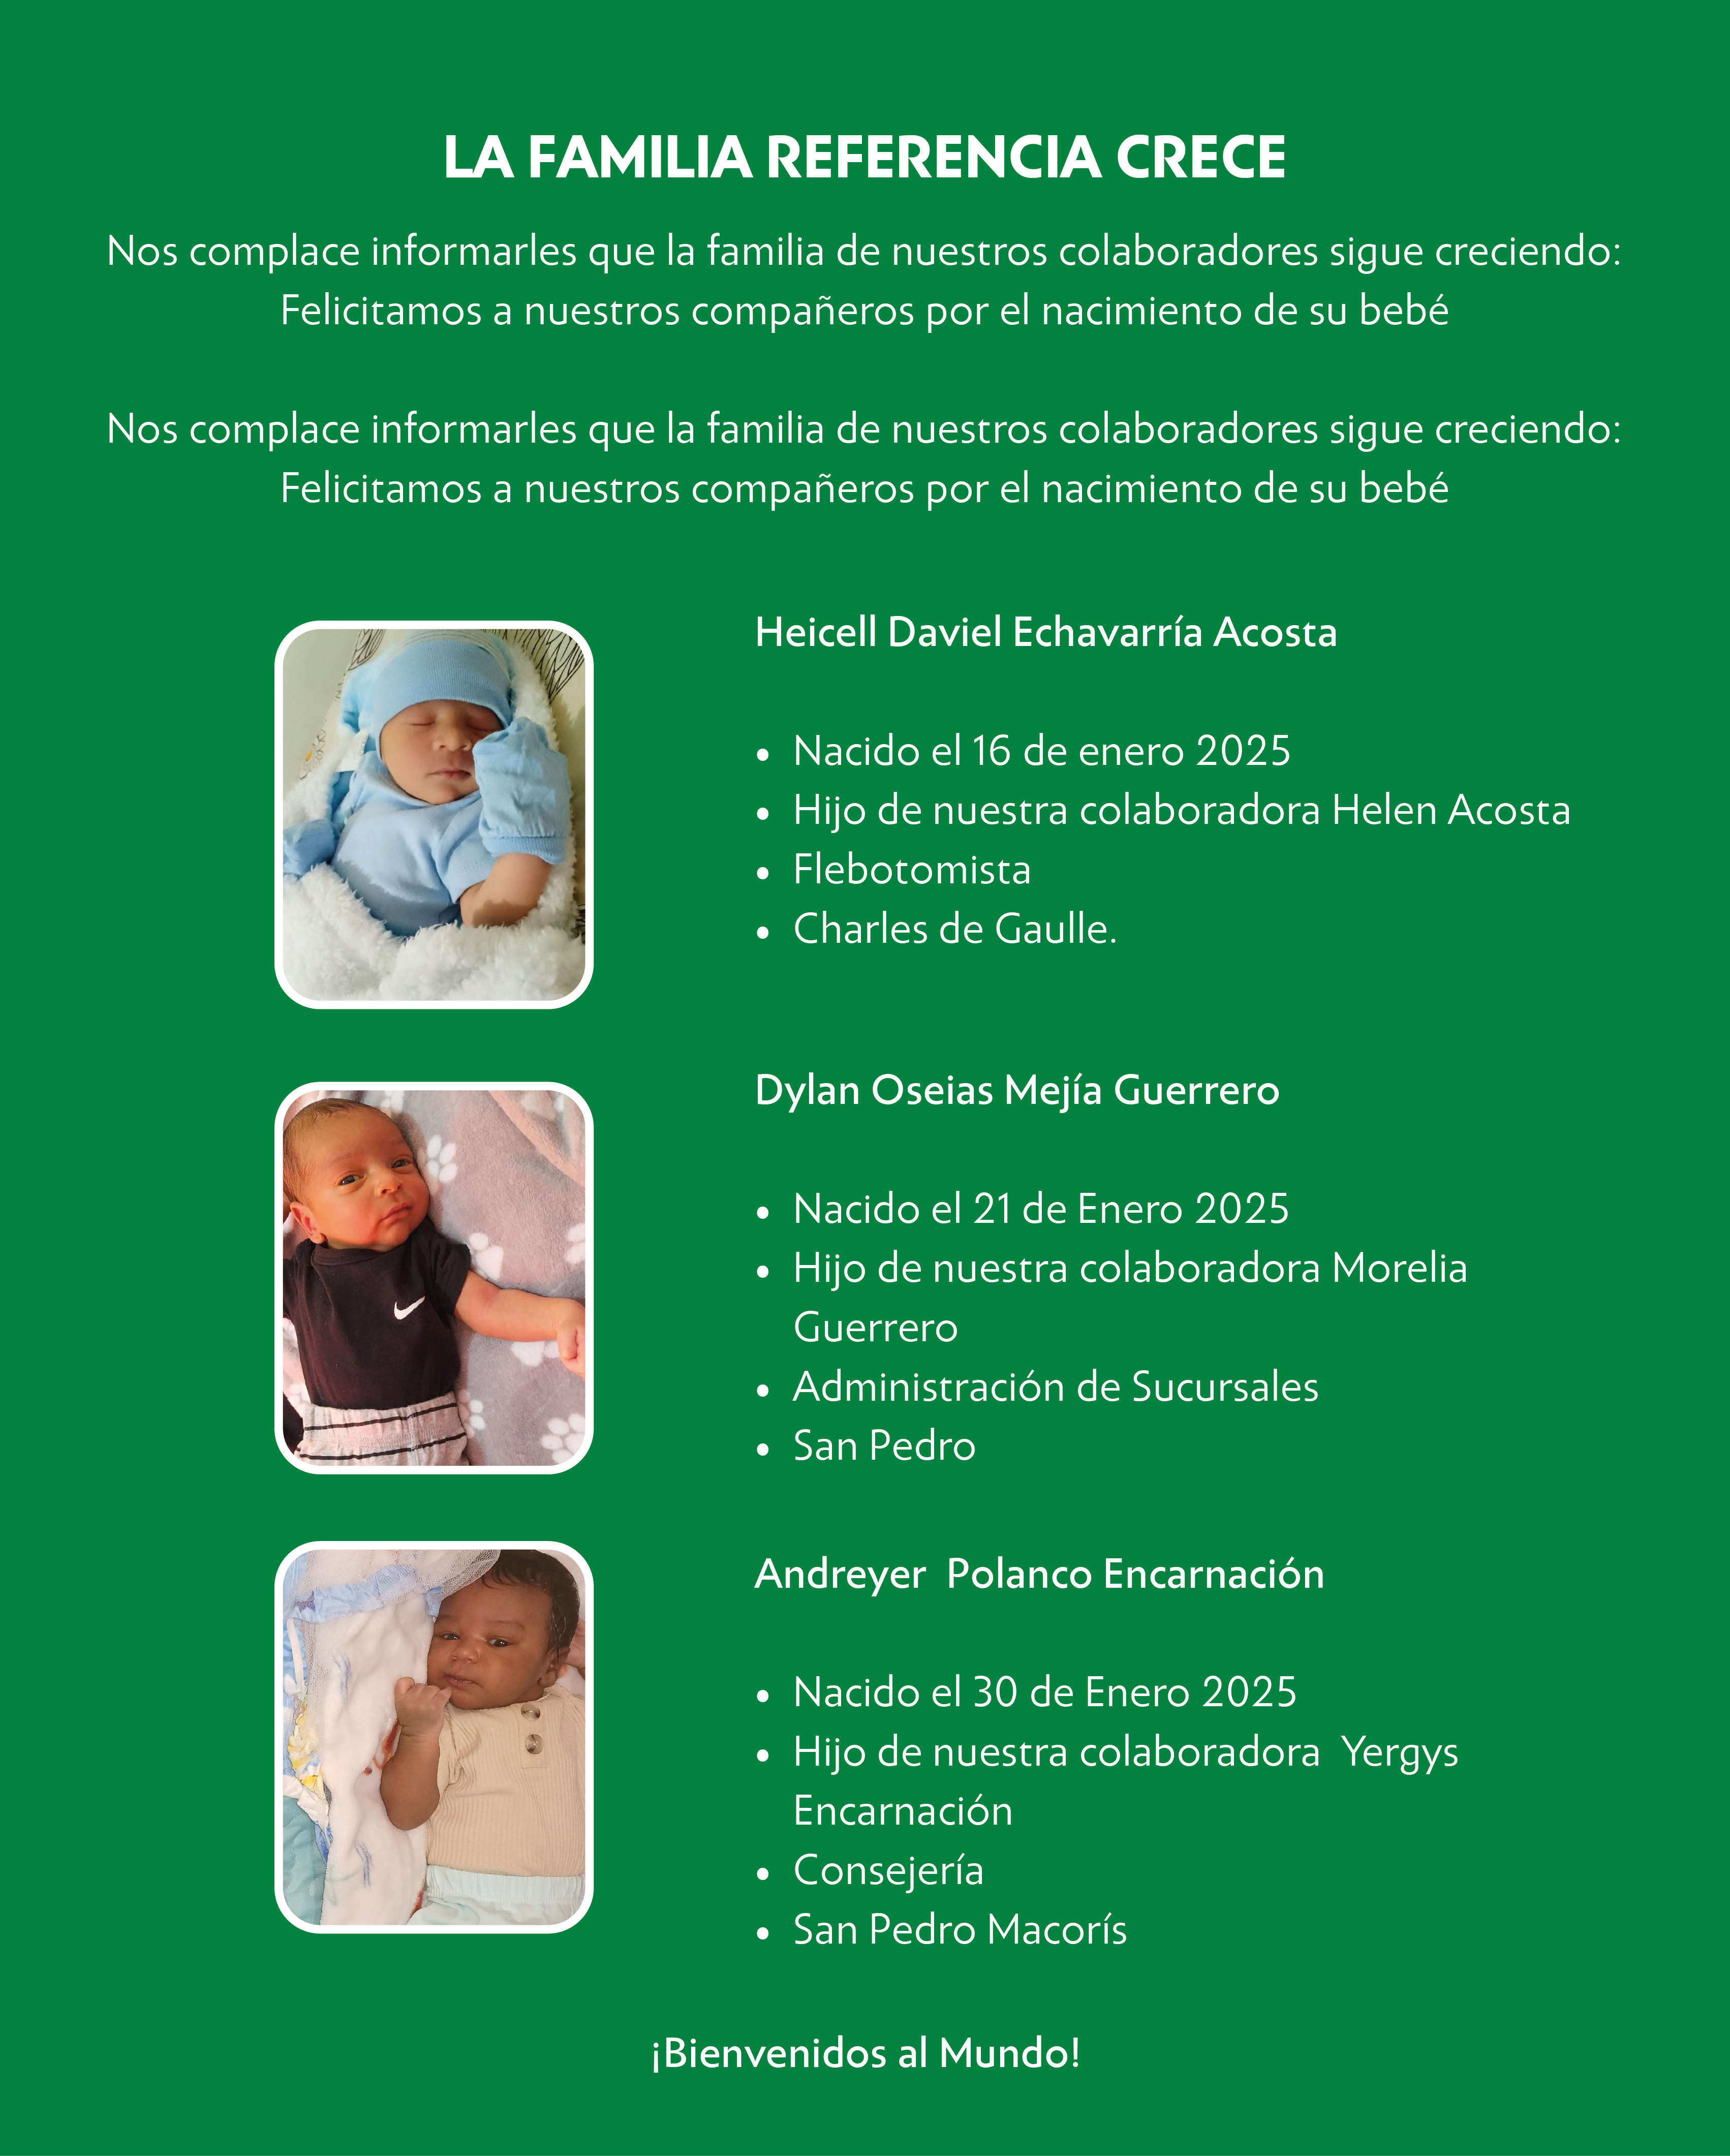 LA FAMILIA REFERENCIA CRECE
Nos complace informarles que la familia de nuestros colaboradores sigue creciendo:
Felicitamos a nuestros compañeros por el nacimiento de su bebé
Nos complace informarles que la familia de nuestros colaboradores sigue creciendo:
Felicitamos a nuestros compañeros por el nacimiento de su bebé
Heicell Daviel Echavarría Acosta
• Nacido el 16 de enero 2025
• Hijo de nuestra colaboradora Helen Acosta
• Flebotomista
• Charles de Gaulle.
Dylan Oseias Mejía Guerrero
• Nacido el 21 de Enero 2025
• Hijo de nuestra colaboradora Morelia
Guerrero
• Administración de Sucursales
• San Pedro
Andreyer  Polanco Encarnación
• Nacido el 30 de Enero 2025
• Hijo de nuestra colaboradora  Yergys
Encarnación
• Consejería
• San Pedro Macorís
¡Bienvenidos al Mundo!